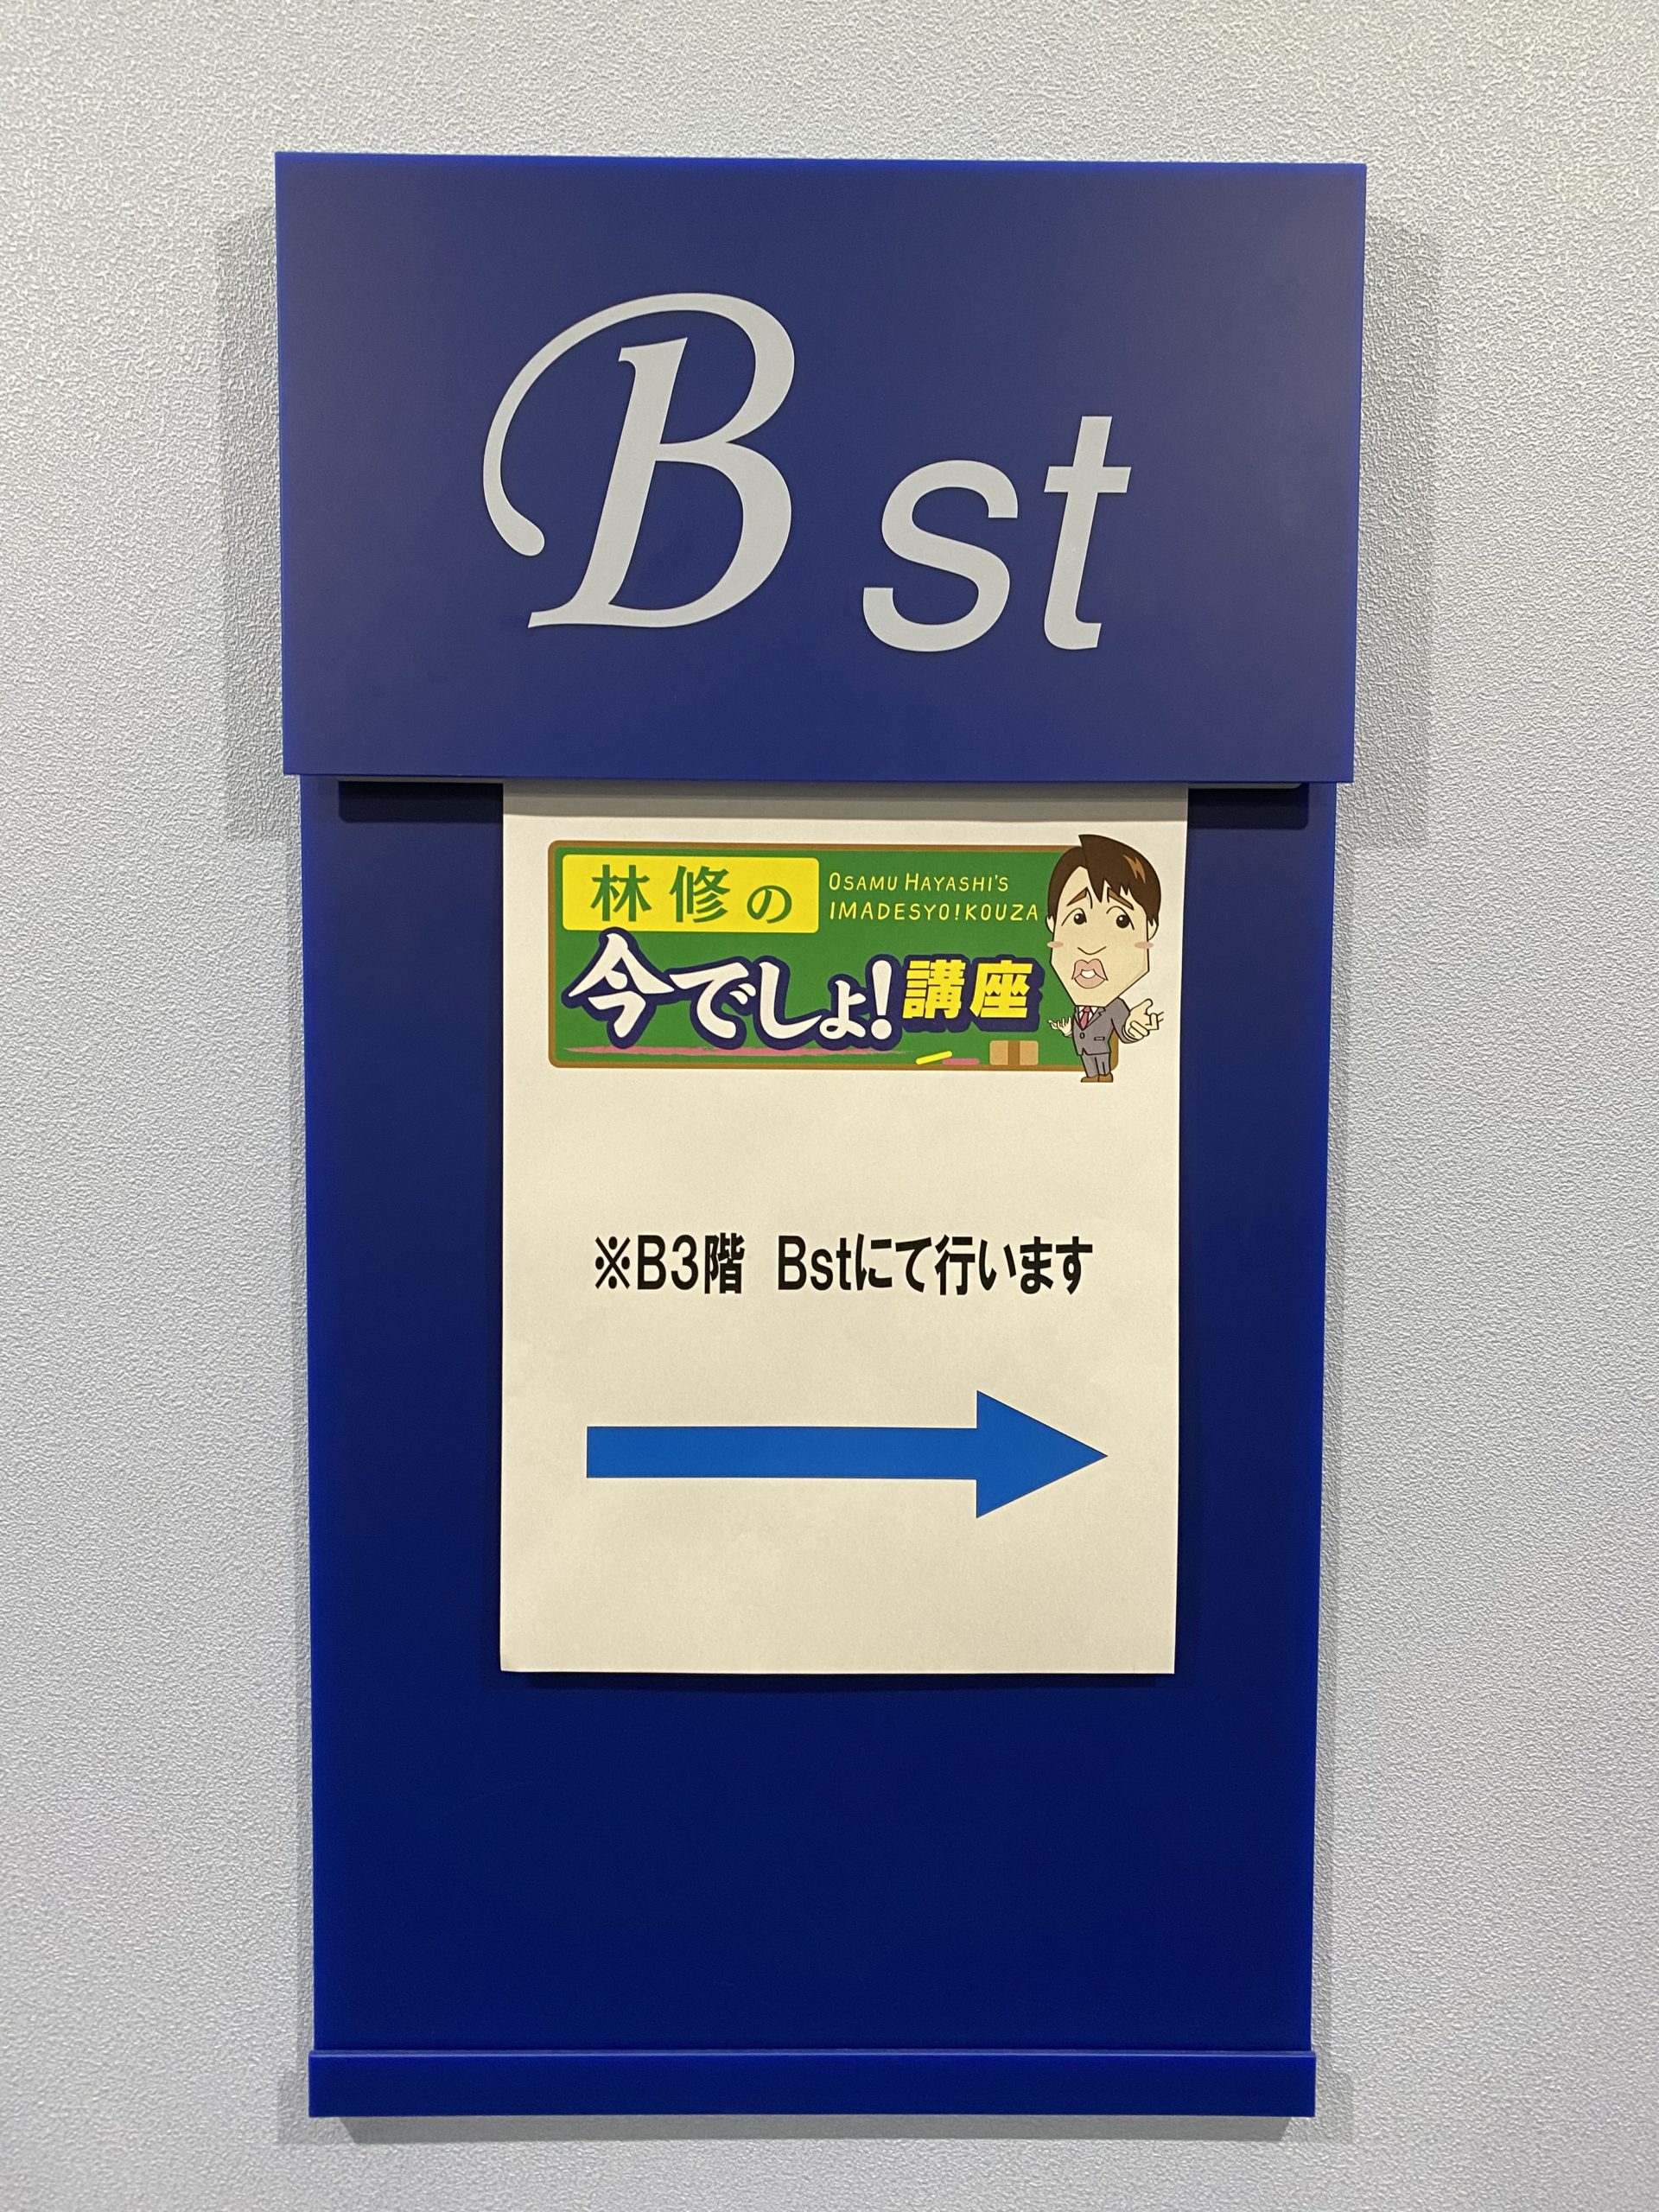 B st
林修の
OSAMU HAYASHI'S
IMADESYO!KOUZA
今でしょ!講座
※B3階 Bstにて行います